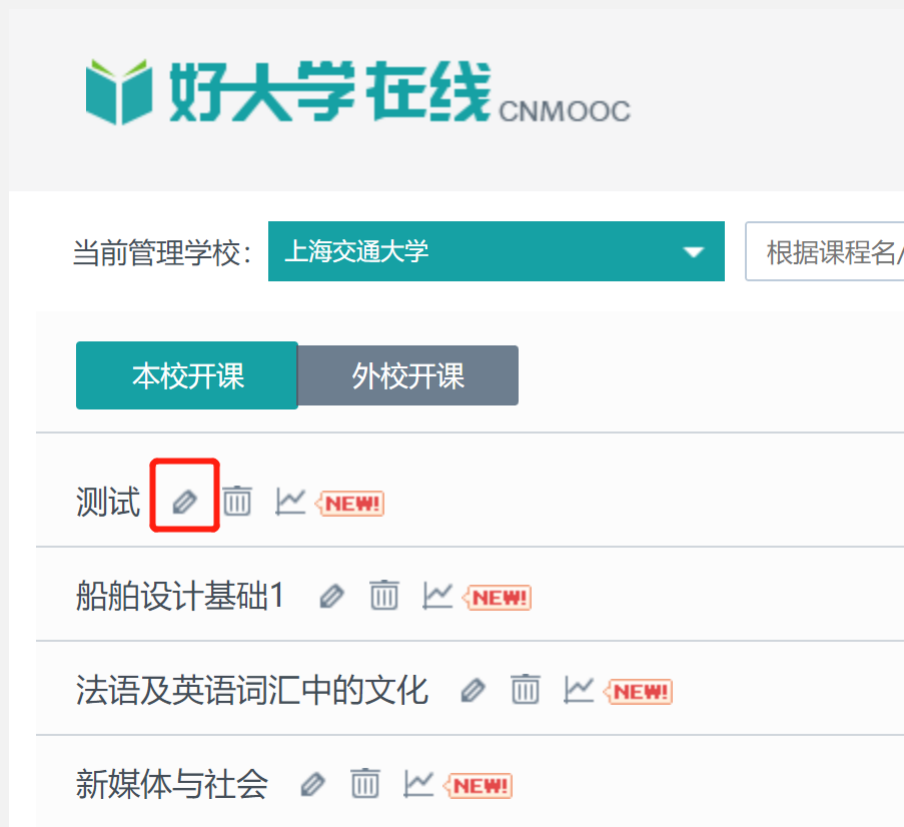 好大学在线 CNMOOC
当前管理学校： 上海交通大学 根据课程名/
本校开课 外校开课
测试 NEW!
船舶设计基础1 NEW!
法语及英语词汇中的文化 NEW!
新媒体与社会 NEW!